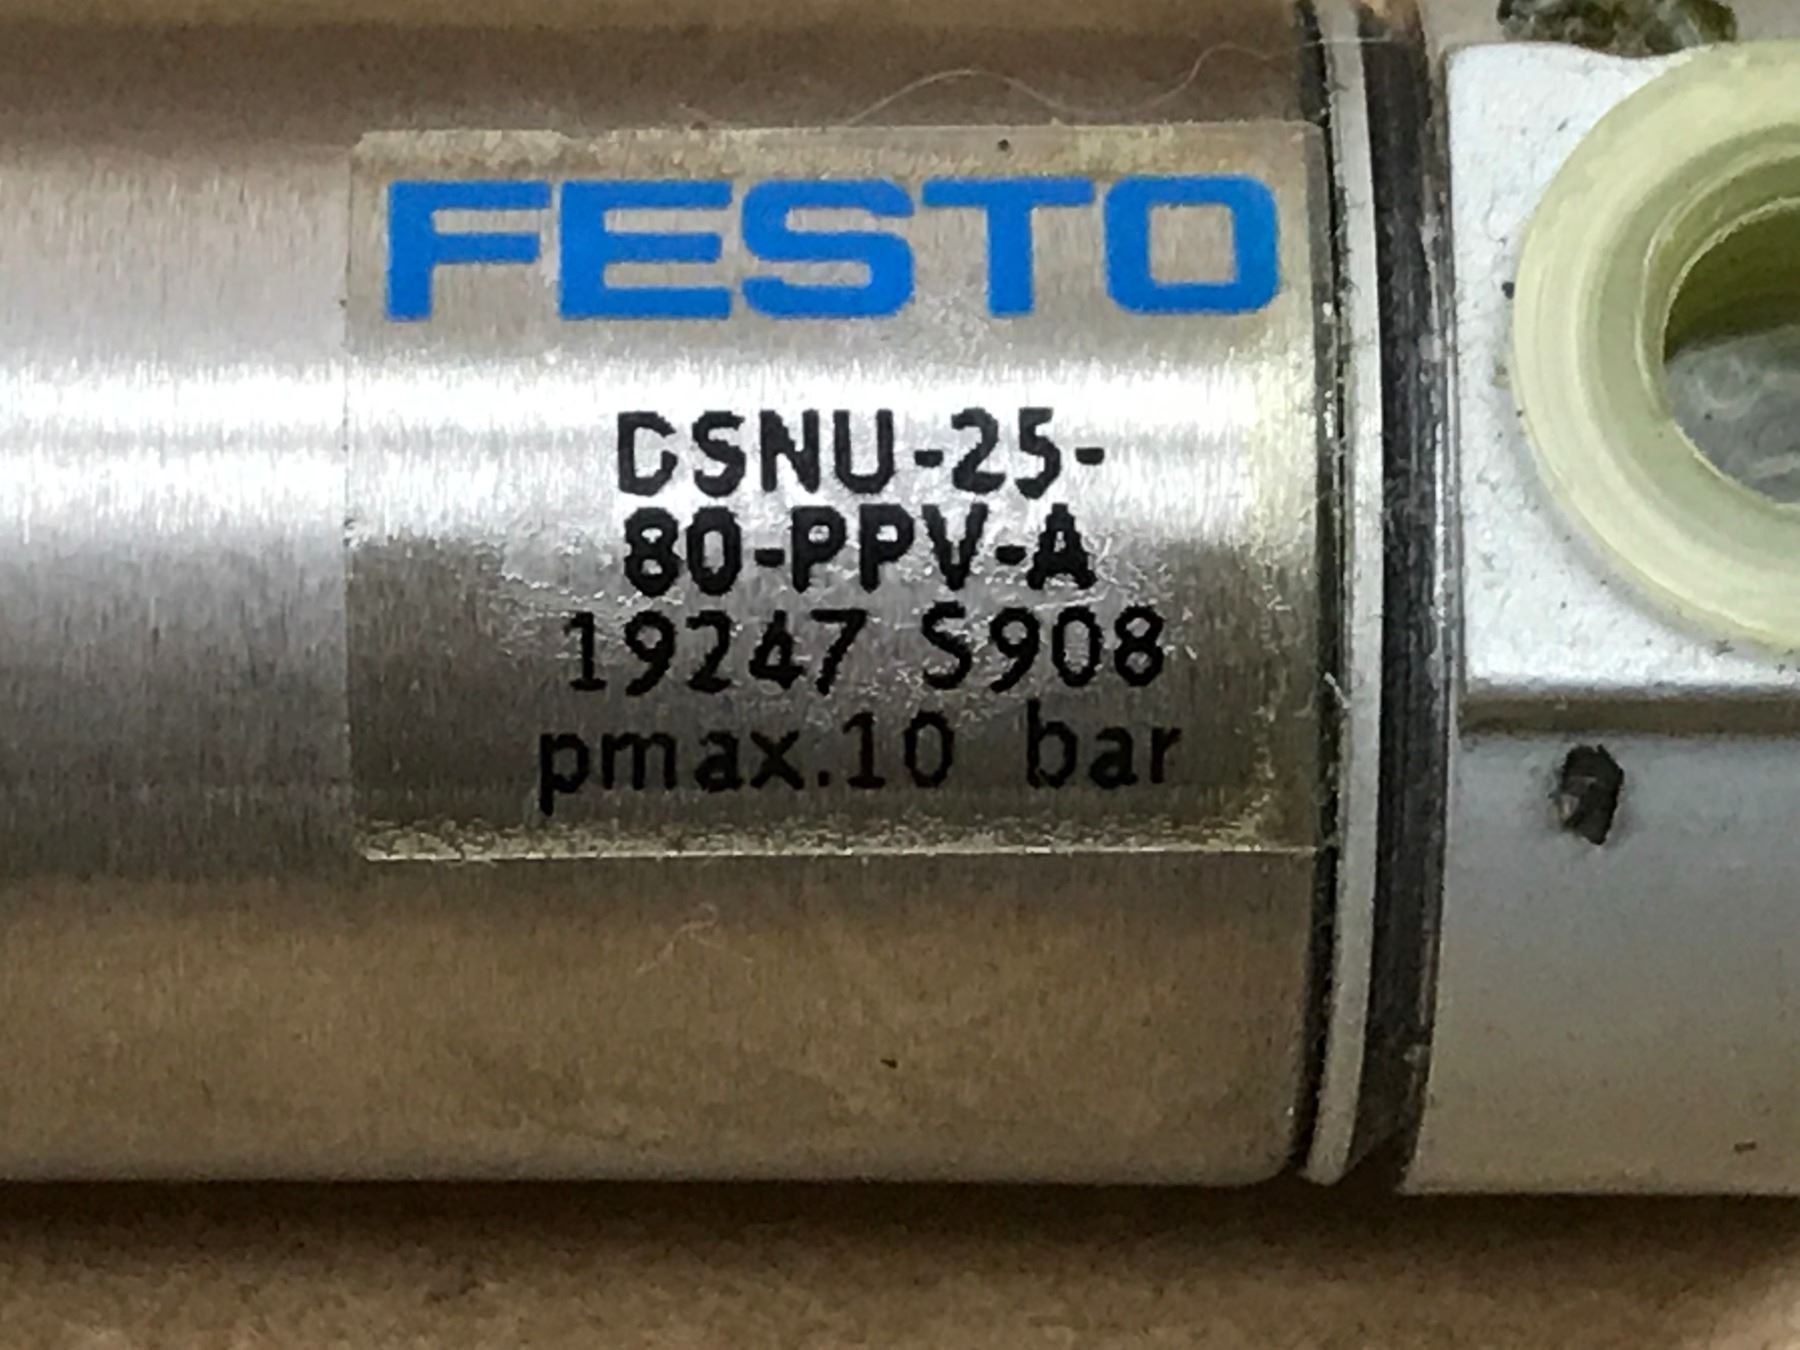 FESTO
DSNU-25-
80-PPV-A
19247 S908
pmax.10 bar